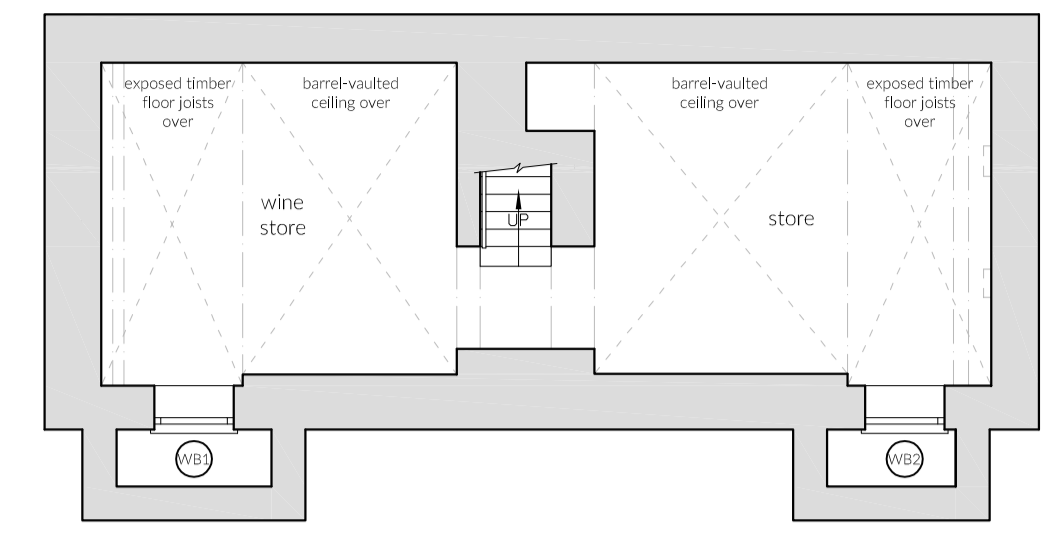 exposed timber
floor joists
over
barrel-vaulted
ceiling over
barrel-vaulted
ceiling over
exposed timber
floor joists
over
wine
store
UP
store
WB1
WB2